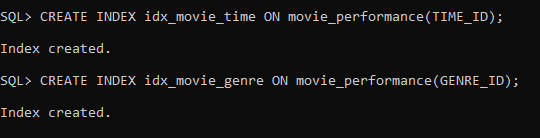 SQL> CREATE INDEX idx_movie_time ON movie_performance(TIME_ID);
Index created.
SQL> CREATE INDEX idx_movie_genre ON movie_performance(GENRE_ID);
Index created.